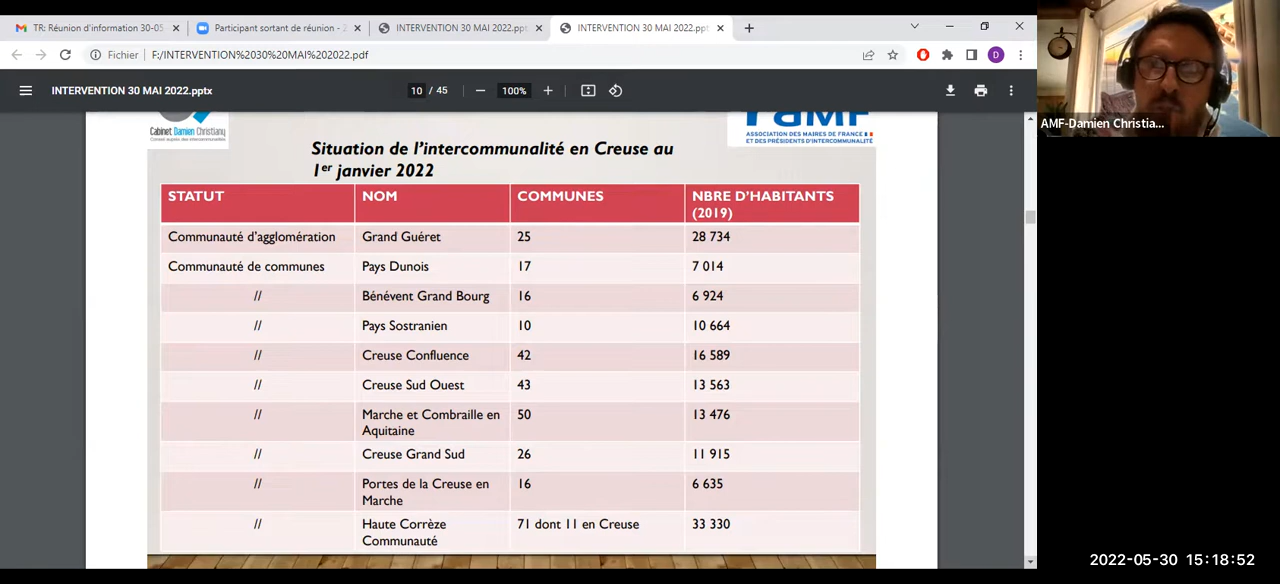 TR: Réunion d'information 30-05
Participant sortant de réunion - Z
INTERVENTION 30 MAI 2022.ppt
INTERVENTION 30 MAI 2022.ppt
Fichier
F:/INTERVENTION%2030%20MAI%202022.pdf
D
INTERVENTION 30 MAI 2022.pptx
10 / 45
100%
AMF-Damien Christia...
Cabinet Damien Christiany
AMF
ASSOCIATION DES MAIRES DE FRANCE
ET DES PRÉSIDENTS D'INTERCOMMUNALITÉ
Situation de l'intercommunalité en Creuse au
1er janvier 2022
STATUT NOM COMMUNES NBRE D'HABITANTS
(2019)
Communauté d'agglomération Grand Guéret 25 28 734
Communauté de communes Pays Dunois 17 7 014
// Bénévent Grand Bourg 16 6 924
// Pays Sostranien 10 10 664
// Creuse Confluence 42 16 589
// Creuse Sud Ouest 43 13 563
// Marche et Combraille en 50 13 476
Aquitaine
// Creuse Grand Sud 26 11 915
// Portes de la Creuse en 16 6 635
Marche
// Haute Corrèze 71 dont 11 en Creuse 33 330
Communauté
2022-05-30 15:18:52